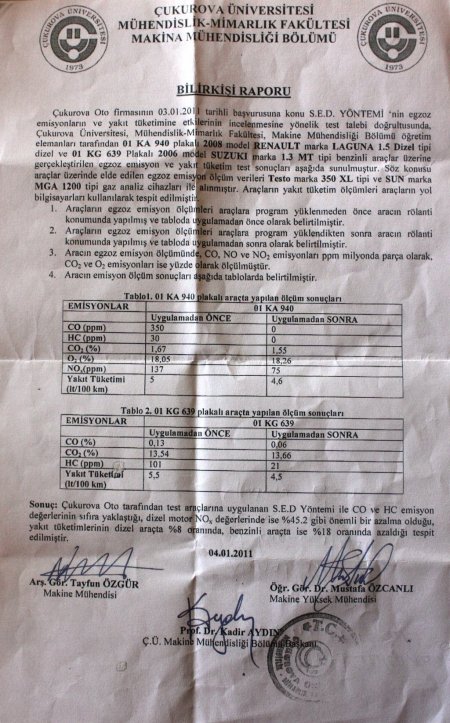 ÇUKUROVA ÜNİVERSİTESİ
MÜHENDİSLİK-MİMARLIK FAKÜLTESİ
MAKİNA MÜHENDİSLİĞİ BÖLÜMÜ
ÇUKUROVA ÜNİVERSİTESİ
1973
ÇUKUROVA ÜNİVERSİTESİ
1973
BİLİRKİŞİ RAPORU
Çukurova Oto firmasının 03.01.2011 tarihli başvurusuna konu S.E.D. YÖNTEMİ 'nin egzoz
emisyonların ve yakıt tüketimine etkilerinin incelenmesine yönelik test talebi doğrultusunda,
Çukurova Üniversitesi, Mühendislik-Mimarlık Fakültesi, Makine Mühendisliği Bölümü öğretim
elemanları tarafından 01 KA 940 plakalı 2008 model RENAULT marka LAGUNA 1.5 Dizel tipi
dizel ve 01 KG 639 Plakalı 2006 model SUZUKI marka 1.3 MT tipi benzinli araçlar üzerine
gerçekleştirilen egzoz emisyon ve yakıt tüketim test sonuçları aşağıda sunulmuştur. Söz konusu
araçlar üzerinde elde edilen egzoz emisyon ölçüm verileri Testo marka 350 XL tipi ve SUN marka
MGA 1200 tipi gaz analiz cihazları ile alınmıştır. Araçların yakıt tüketim ölçümleri araçların yol
bilgisayarları kullanılarak tespit edilmiştir.
1. Araçların egzoz emisyon ölçümleri araçlara program yüklenmeden önce aracın rölanti
konumunda yapılmış ve tabloda uygulamadan önce olarak belirtilmiştir.
2. Araçların egzoz emisyon ölçümleri araçlara program yüklendikten sonra aracın rölanti
konumunda yapılmış ve tabloda uygulamadan sonra olarak belirtilmiştir.
3. Aracın egzoz emisyon ölçümünde, CO, NO ve NO₂ emisyonları ppm milyonda parça olarak,
CO₂ ve O₂ emisyonları ise yüzde olarak ölçülmüştür.
4. Aracın emisyon ölçüm sonuçları aşağıda tablolarda belirtilmiştir.
Tablo1. 01 KA 940 plakalı araçta yapılan ölçüm sonuçları
EMİSYONLAR 01 KA 940
Uygulamadan ÖNCE Uygulamadan SONRA
CO (ppm) 350 0
HC (ppm) 30 0
CO₂ (%) 1,67 1,55
O₂ (%) 18,05 18,26
NOₓ(ppm) 137 75
Yakıt Tüketimi 5 4,6
(lt/100 km)
Tablo 2. 01 KG 639 plakalı araçta yapılan ölçüm sonuçları
EMİSYONLAR 01 KG 639
Uygulamadan ÖNCE Uygulamadan SONRA
CO (%) 0,13 0,06
CO₂ (%) 13,54 13,66
HC (ppm) 101 21
Yakıt Tüketimi 5,5 4,5
(lt/100 km)
Sonuç: Çukurova Oto tarafından test araçlarına uygulanan S.E.D Yöntemi ile CO ve HC emisyon
değerlerinin sıfıra yaklaştığı, dizel motor NOₓ değerlerinde ise %45.2 gibi önemli bir azalma olduğu,
yakıt tüketimlerinin dizel araçta %8 oranında, benzinli araçta ise %18 oranında azaldığı tespit
edilmiştir.
04.01.2011
Arş. Gör. Tayfun ÖZGÜR
Makine Mühendisi
Öğr. Gör. Dr. Mustafa ÖZCANLI
Makine Yüksek Mühendisi
Prof. Dr. Kadir AYDIN
Ç.Ü. Makine Mühendisliği Bölümü Başkanı
T.C.